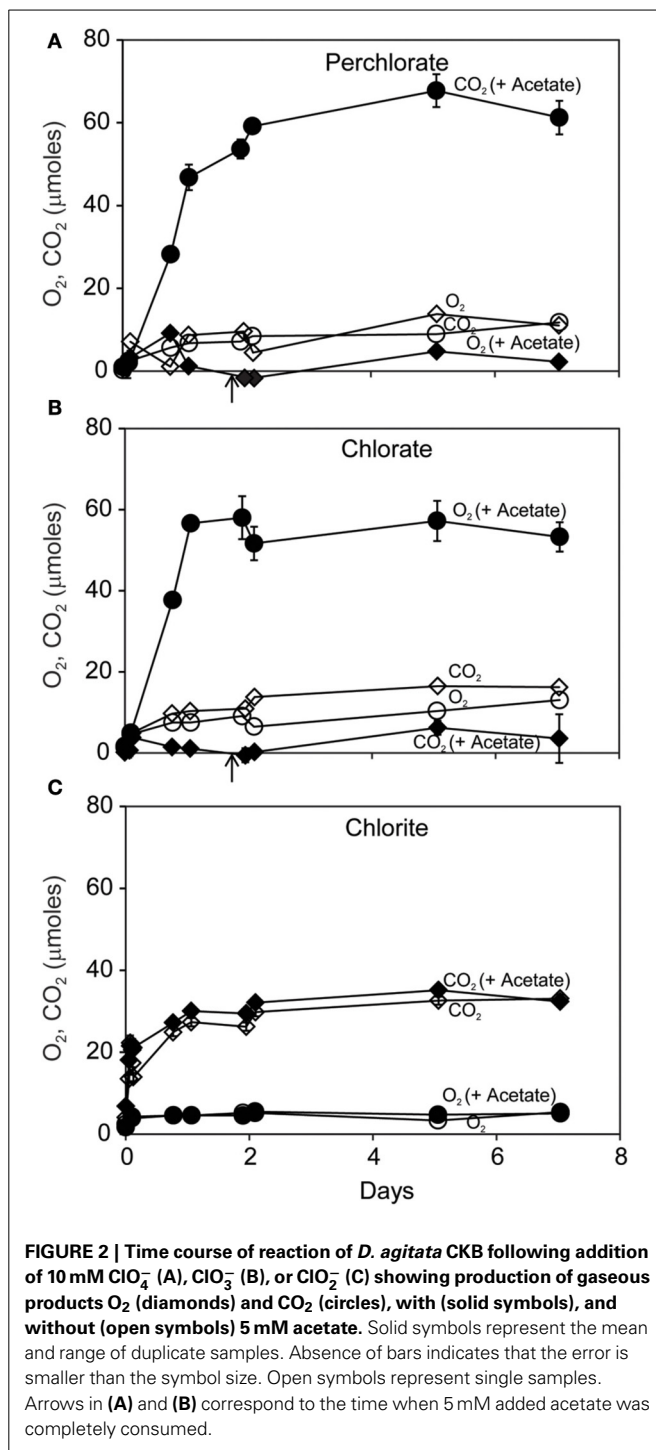 A
80
60
40
20
0
O₂, CO₂ (μmoles)
Perchlorate
CO₂ (+ Acetate)
O₂
CO₂
O₂ (+ Acetate)
B
80
60
40
20
0
O₂, CO₂ (μmoles)
Chlorate
O₂ (+ Acetate)
CO₂
O₂
CO₂ (+ Acetate)
C
80
60
40
20
0
O₂, CO₂ (μmoles)
Chlorite
CO₂ (+ Acetate)
CO₂
O₂ (+ Acetate)
O₂
0 2 4 6 8
Days
FIGURE 2 | Time course of reaction of D. agitata CKB following addition
of 10 mM ClO₄⁻ (A), ClO₃⁻ (B), or ClO₂⁻ (C) showing production of gaseous
products O₂ (diamonds) and CO₂ (circles), with (solid symbols), and
without (open symbols) 5 mM acetate. Solid symbols represent the mean
and range of duplicate samples. Absence of bars indicates that the error is
smaller than the symbol size. Open symbols represent single samples.
Arrows in (A) and (B) correspond to the time when 5 mM added acetate was
completely consumed.